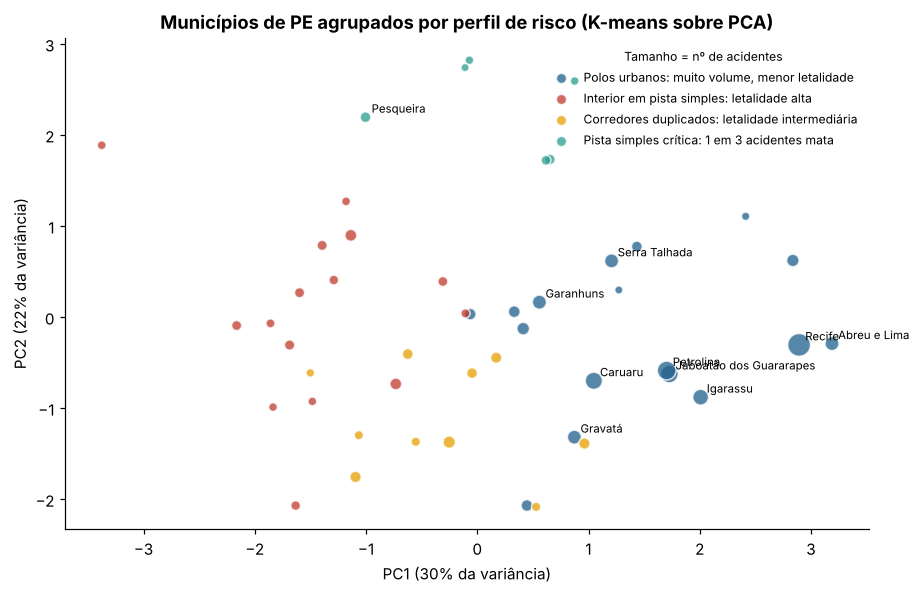 Municípios de PE agrupados por perfil de risco (K-means sobre PCA)
Tamanho = nº de acidentes
Polos urbanos: muito volume, menor letalidade
Interior em pista simples: letalidade alta
Corredores duplicados: letalidade intermediária
Pista simples crítica: 1 em 3 acidentes mata
Pesqueira
Serra Talhada
Garanhuns
Recife
Abreu e Lima
Petrolina
Jaboatão dos Guararapes
Caruaru
Igarassu
Gravatá
3
2
1
0
−1
−2
PC2 (22% da variância)
−3
−2
−1
0
1
2
3
PC1 (30% da variância)